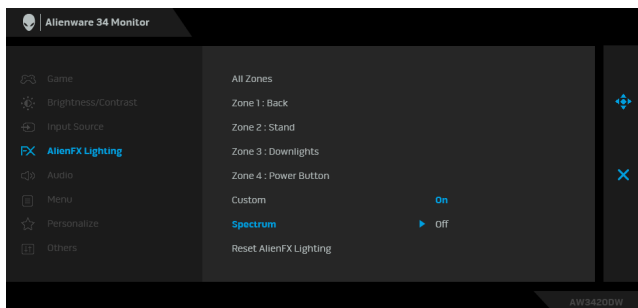 Alienware 34 Monitor
Game
Brightness/Contrast
Input Source
FX AlienFX Lighting
Audio
Menu
Personalize
Others
All Zones
Zone 1 : Back
Zone 2 : Stand
Zone 3 : Downlights
Zone 4 : Power Button
Custom On
Spectrum Off
Reset AlienFX Lighting
AW3420DW